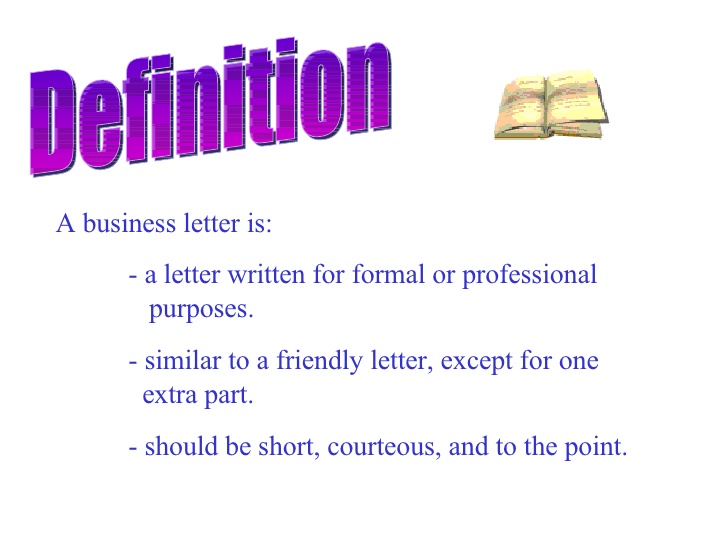 Definition
A business letter is:
- a letter written for formal or professional
purposes.
- similar to a friendly letter, except for one
extra part.
- should be short, courteous, and to the point.